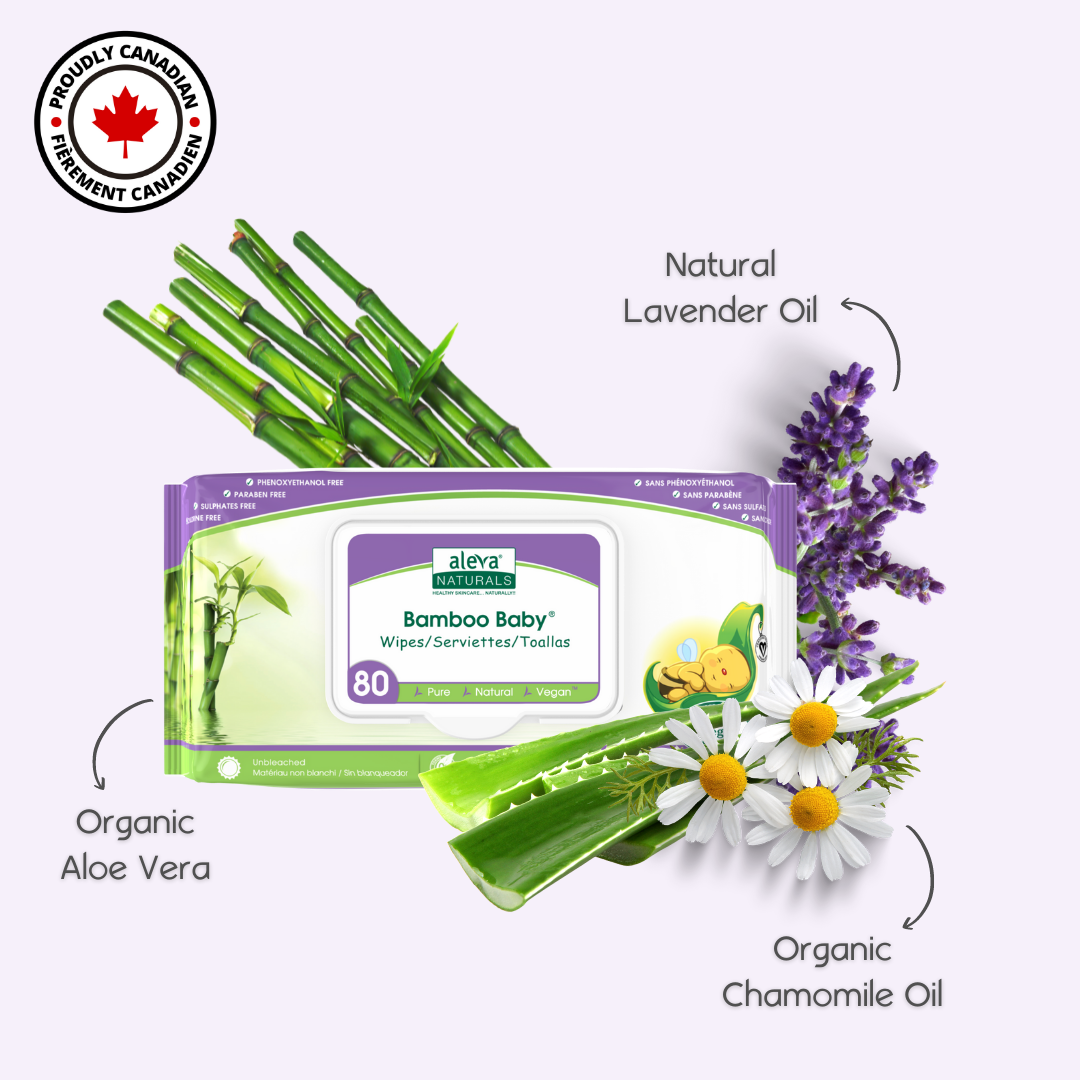 PROUDLY CANADIAN
FIÈREMENT CANADIEN
Natural
Lavender Oil
PHENOXYETHANOL FREE
PARABEN FREE
SULPHATES FREE
FREE
SANS PHÉNOXYÉTHANOL
SANS PARABÈNE
SANS
aleva®
NATURALS
HEALTHY SKINCARE... NATURALLY!®
Bamboo Baby®
Wipes/Serviettes/Toallas
80
Pure Natural Vegan™
Unbleached
Matériau non blanchi / Sin blanqueador
Organic
Aloe Vera
Organic
Chamomile Oil